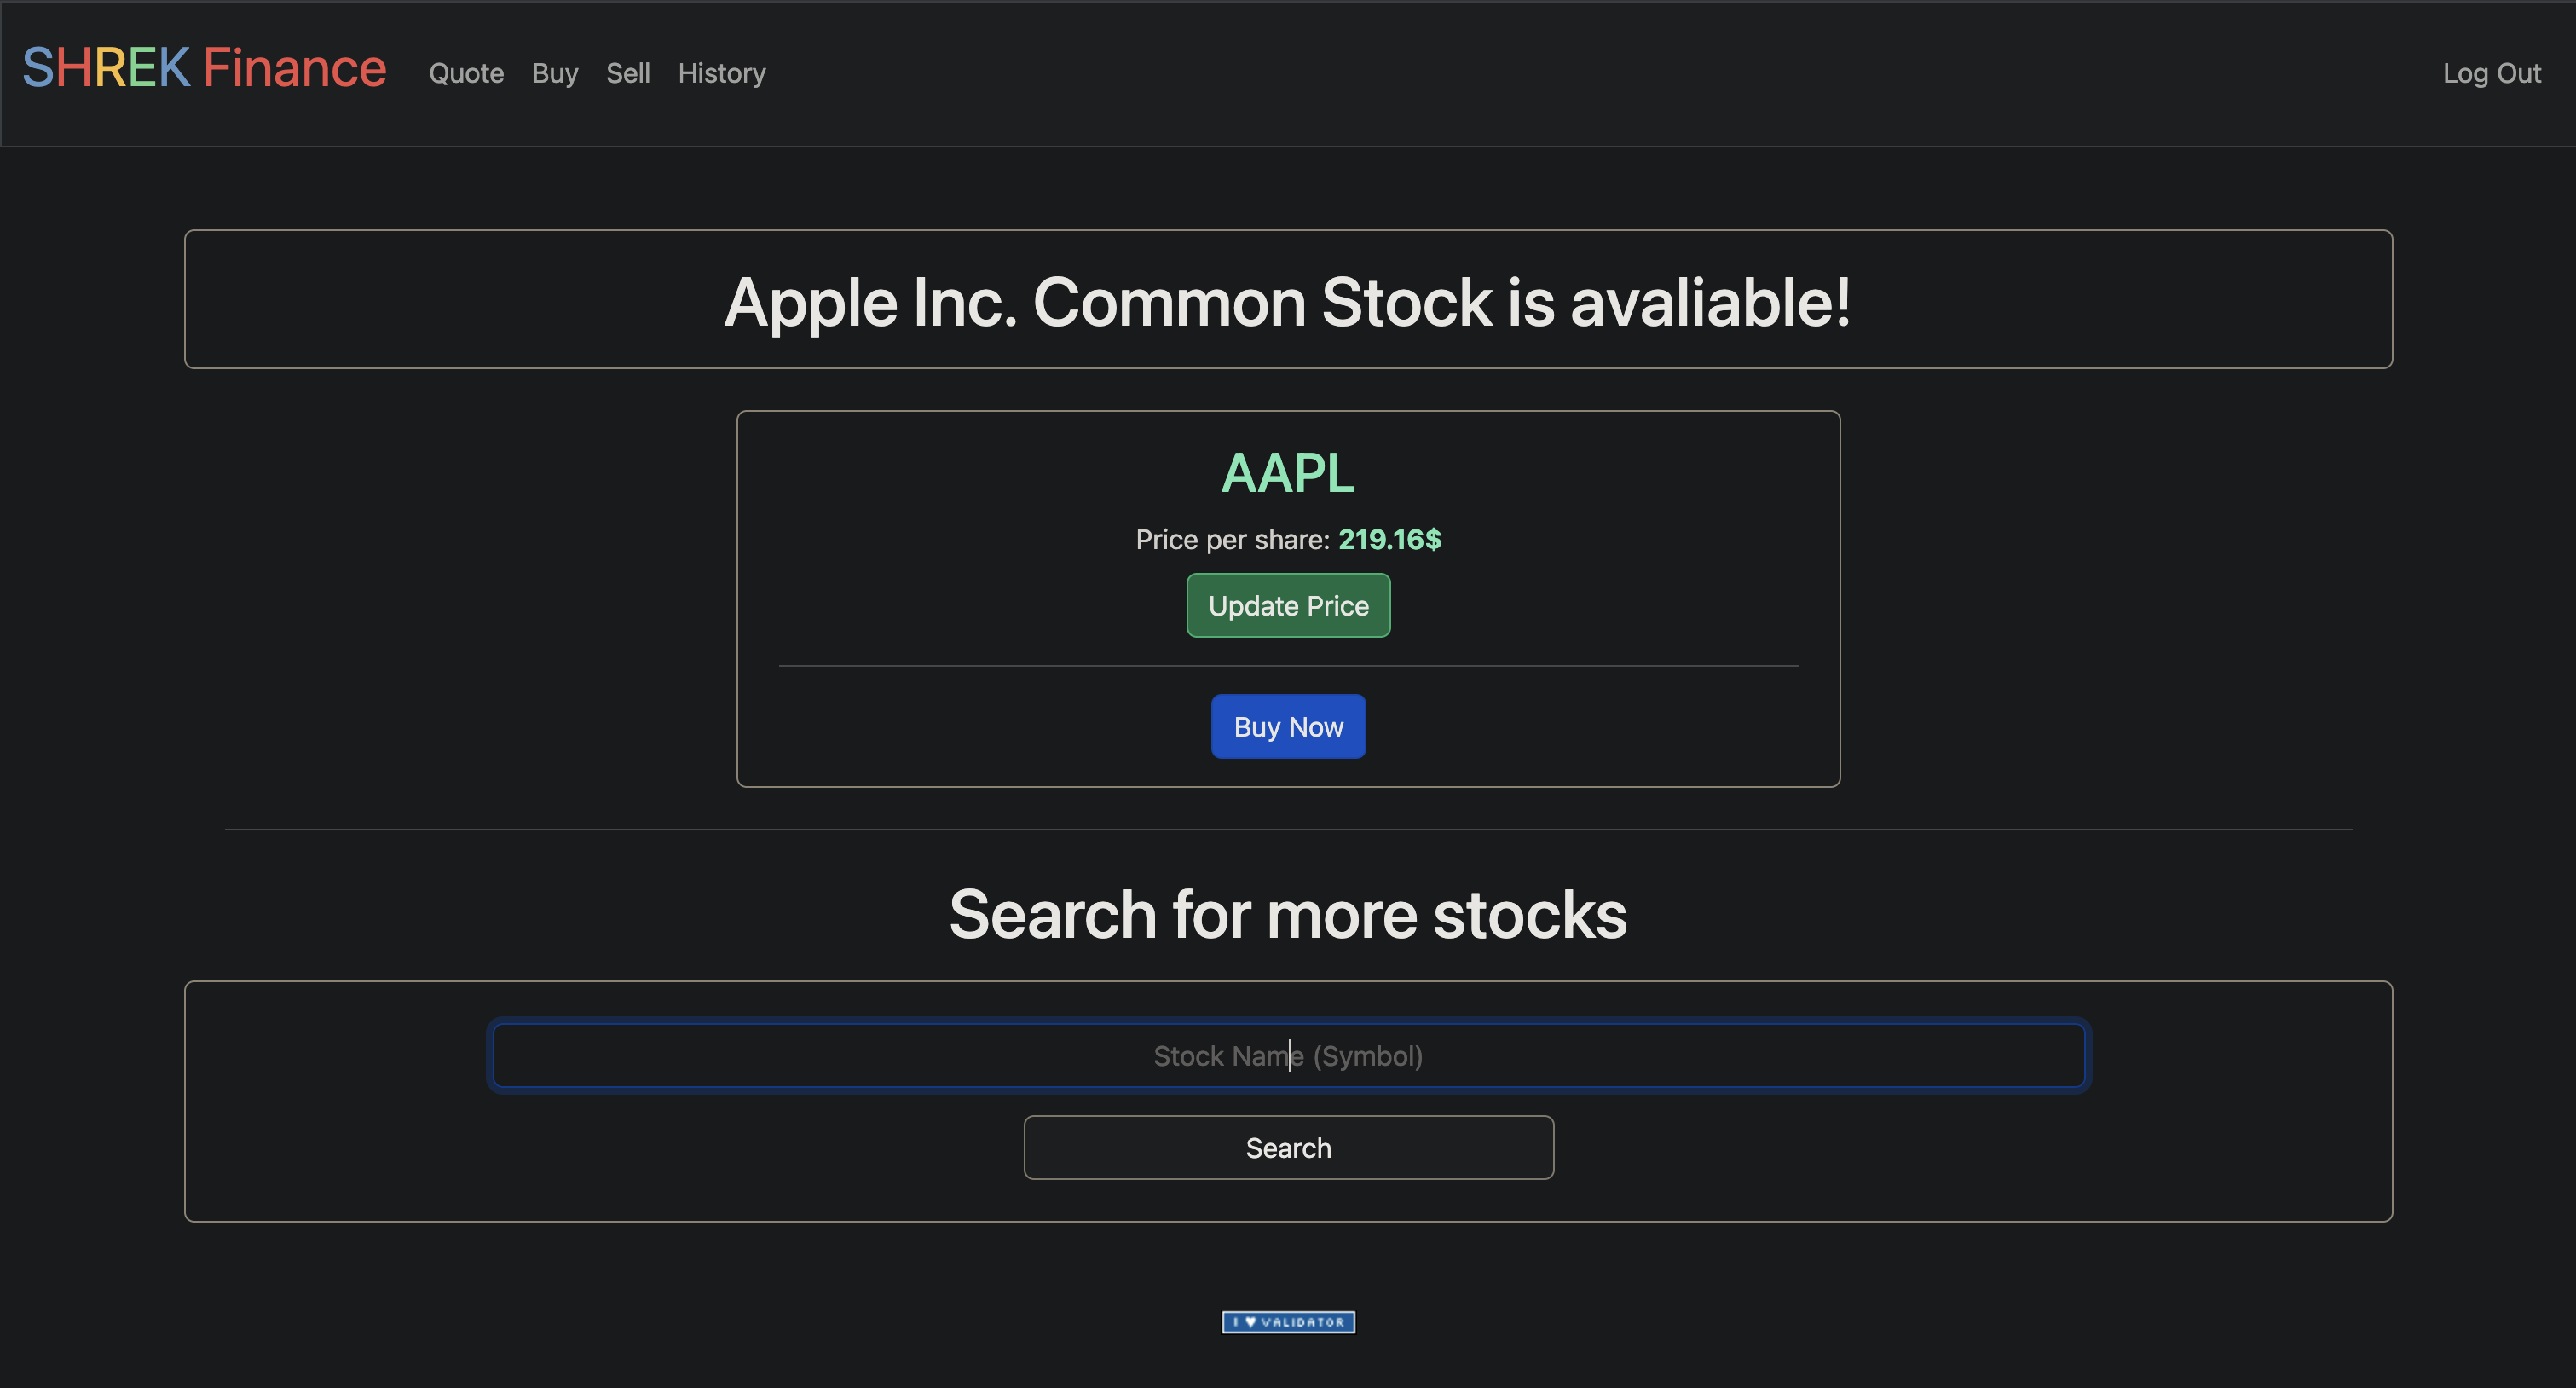 SHREK Finance Quote Buy Sell History Log Out
Apple Inc. Common Stock is avaliable!
AAPL
Price per share: 219.16$
Update Price
Buy Now
Search for more stocks
Stock Name (Symbol)
Search
I ♥ VALIDATOR